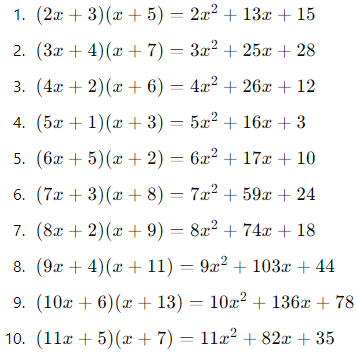 1. (2x + 3)(x + 5) = 2x² + 13x + 15
2. (3x + 4)(x + 7) = 3x² + 25x + 28
3. (4x + 2)(x + 6) = 4x² + 26x + 12
4. (5x + 1)(x + 3) = 5x² + 16x + 3
5. (6x + 5)(x + 2) = 6x² + 17x + 10
6. (7x + 3)(x + 8) = 7x² + 59x + 24
7. (8x + 2)(x + 9) = 8x² + 74x + 18
8. (9x + 4)(x + 11) = 9x² + 103x + 44
9. (10x + 6)(x + 13) = 10x² + 136x + 78
10. (11x + 5)(x + 7) = 11x² + 82x + 35